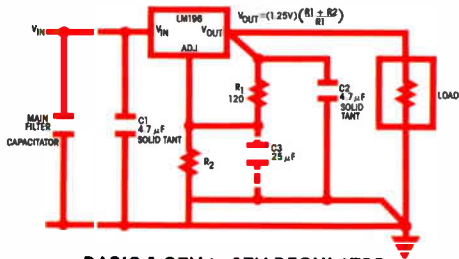 LM196
VOUT=(1.25V)(R1 + R2 / R1)
VIN
VIN
VOUT
ADJ
R1
120
C2
4.7 μF
SOLID
TANT
LOAD
MAIN
FILTER
CAPACITATOR
C1
4.7 μF
SOLID TANT
R2
C3
25 μF